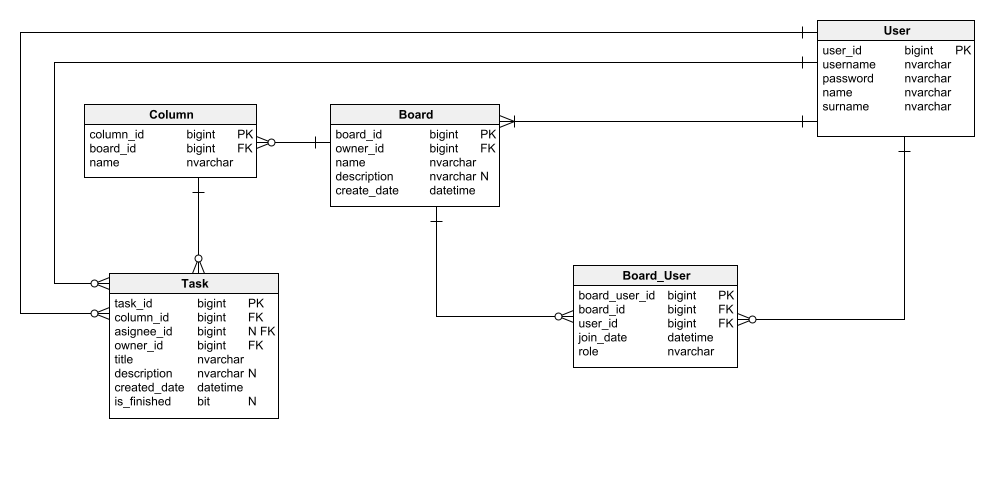 User
user_id bigint PK
username nvarchar
password nvarchar
name nvarchar
surname nvarchar
Column
column_id bigint PK
board_id bigint FK
name nvarchar
Board
board_id bigint PK
owner_id bigint FK
name nvarchar
description nvarchar N
create_date datetime
Task
task_id bigint PK
column_id bigint FK
asignee_id bigint N FK
owner_id bigint FK
title nvarchar
description nvarchar N
created_date datetime
is_finished bit N
Board_User
board_user_id bigint PK
board_id bigint FK
user_id bigint FK
join_date datetime
role nvarchar